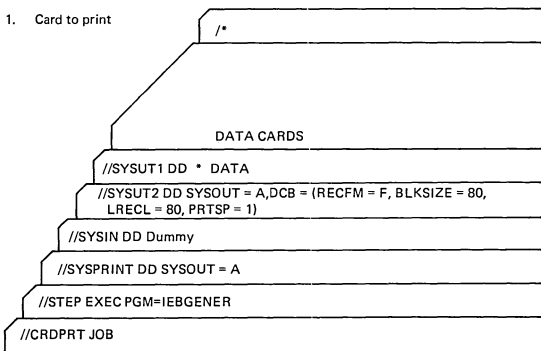 1. Card to print
/*
DATA CARDS
//SYSUT1 DD * DATA
//SYSUT2 DD SYSOUT = A,DCB = (RECFM = F, BLKSIZE = 80,
LRECL = 80, PRTSP = 1)
//SYSIN DD Dummy
//SYSPRINT DD SYSOUT = A
//STEP EXEC PGM=IEBGENER
//CRDPRT JOB